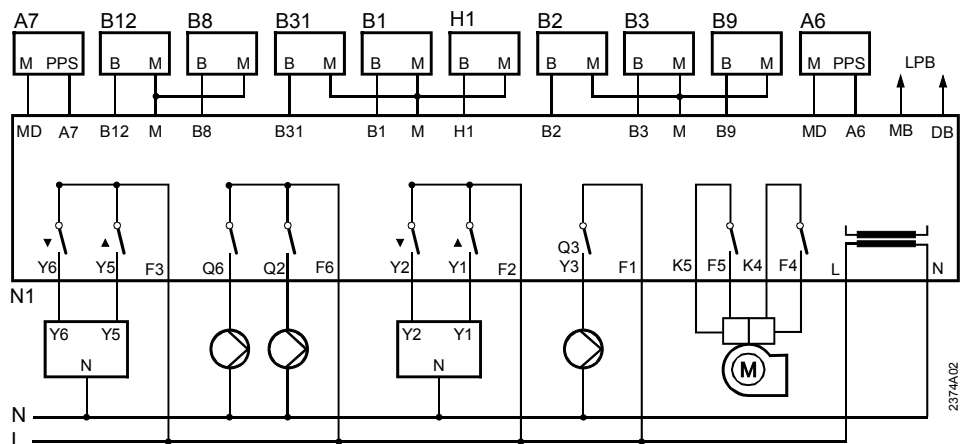 A7 B12 B8 B31 B1 H1 B2 B3 B9 A6
M PPS B M B M B M B M B M B M B M B M M PPS LPB
MD A7 B12 M B8 B31 B1 M H1 B2 B3 M B9 MD A6 MB DB
Q3
Y6 Y5 F3 Q6 Q2 F6 Y2 Y1 F2 Y3 F1 K5 F5 K4 F4 L N
N1
Y6 Y5 Y2 Y1
N N M
2374A02
N
L